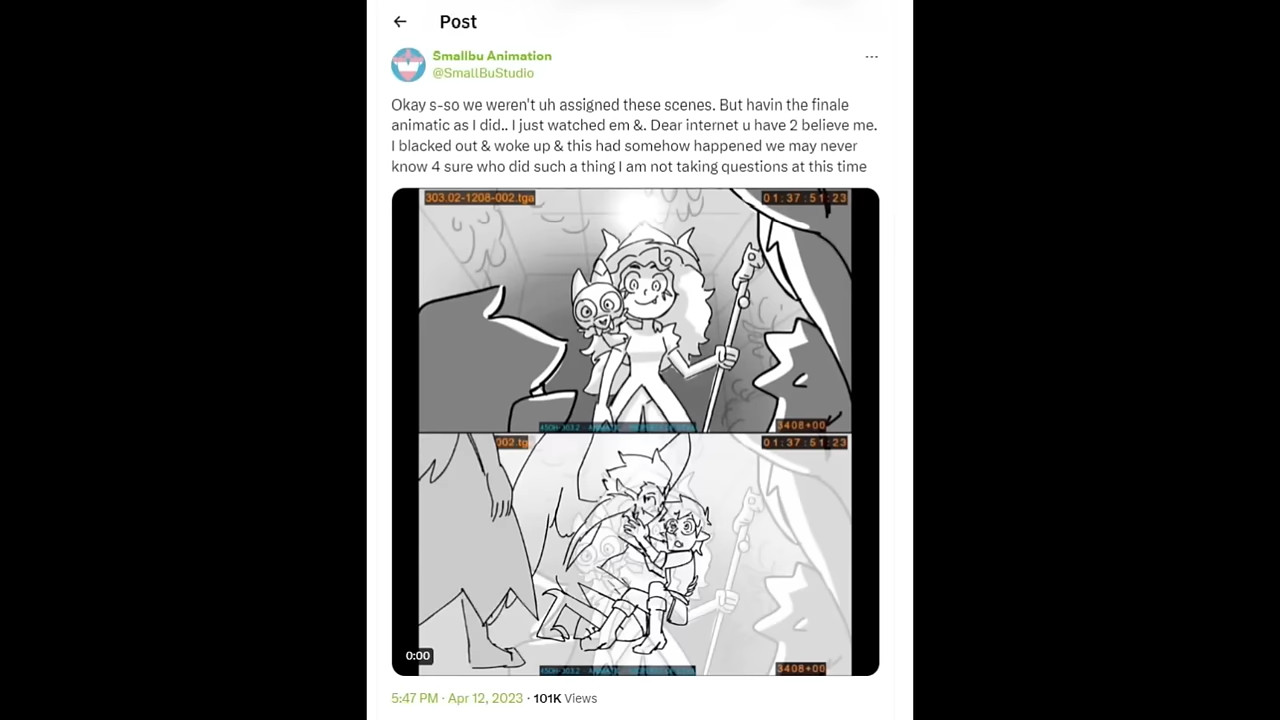 Post
Smallbu Animation
@SmallBuStudio
Okay s-so we weren't uh assigned these scenes. But havin the finale
animatic as I did.. I just watched em &. Dear internet u have 2 believe me.
I blacked out & woke up & this had somehow happened we may never
know 4 sure who did such a thing I am not taking questions at this time
303.02-1208-002.tga
01:37:51:23
3408+00
002.tg
01:37:51:23
0:00
3408+00
5:47 PM · Apr 12, 2023 · 101K Views